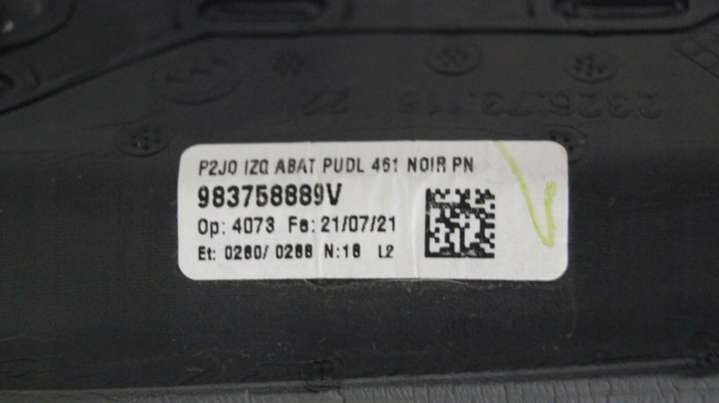 P2J0 IZQ ABAT PUDL 461 NOIR PN
983758889V
Op: 4073 Fe: 21/07/21
Et: 0280/ 0288 N:18 L2